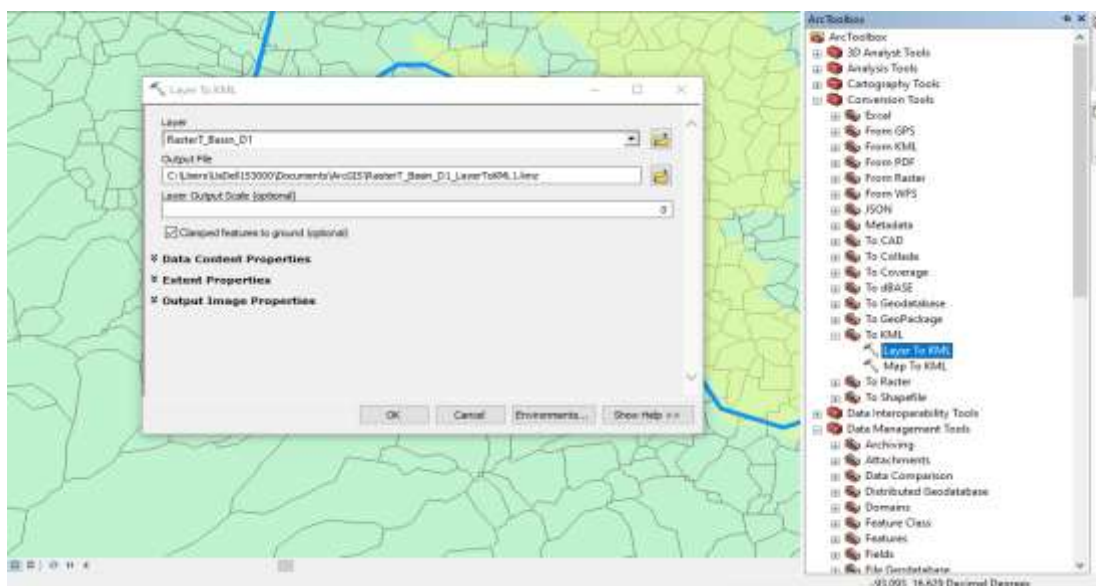 Layer To KML
Layer
RasterT_Basin_D1
Output File
C:\Users\UsDell153000\Documents\ArcGIS\RasterT_Basin_D1_LayerToKML1.kmz
Layer Output Scale (optional)
0
Clamped features to ground (optional)
Data Content Properties
Extent Properties
Output Image Properties
OK
Cancel
Environments...
Show Help >>
ArcToolbox
ArcToolbox
3D Analyst Tools
Analysis Tools
Cartography Tools
Conversion Tools
Excel
From GPS
From KML
From PDF
From Raster
From WFS
JSON
Metadata
To CAD
To Collada
To Coverage
To dBASE
To Geodatabase
To GeoPackage
To KML
Layer To KML
Map To KML
To Raster
To Shapefile
Data Interoperability Tools
Data Management Tools
Archiving
Attachments
Data Comparison
Distributed Geodatabase
Domains
Feature Class
Features
Fields
File Geodatabase
-93.093 16.629 Decimal Degrees